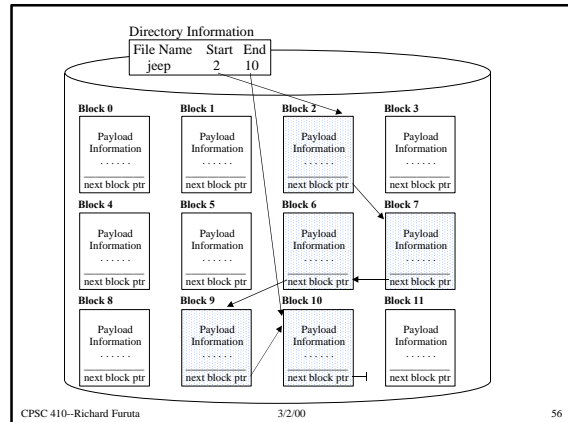 Directory Information
File Name Start End
jeep 2 10
Block 0 Block 1 Block 2 Block 3
Payload Payload Payload Payload
Information Information Information Information
. . . . . . . . . . . . . . . . . . . . . . . .
next block ptr next block ptr next block ptr next block ptr
Block 4 Block 5 Block 6 Block 7
Payload Payload Payload Payload
Information Information Information Information
. . . . . . . . . . . . . . . . . . . . . . . .
next block ptr next block ptr next block ptr next block ptr
Block 8 Block 9 Block 10 Block 11
Payload Payload Payload Payload
Information Information Information Information
. . . . . . . . . . . . . . . . . . . . . . . .
next block ptr next block ptr next block ptr next block ptr
CPSC 410--Richard Furuta 3/2/00 56